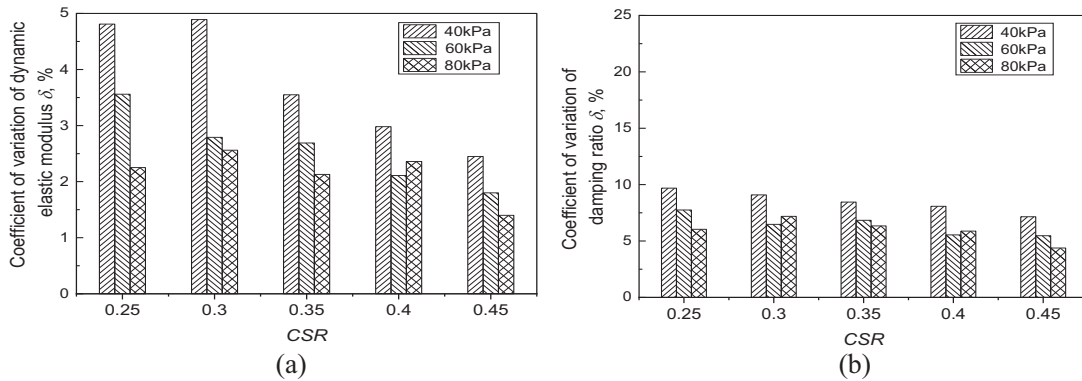 Coefficient of variation of dynamic
elastic modulus δ, %
5
4
3
2
1
0
40kPa
60kPa
80kPa
0.25 0.3 0.35 0.4 0.45
CSR
(a)
Coefficient of variation of
damping ratio δ, %
25
20
15
10
5
0
40kPa
60kPa
80kPa
0.25 0.3 0.35 0.4 0.45
CSR
(b)